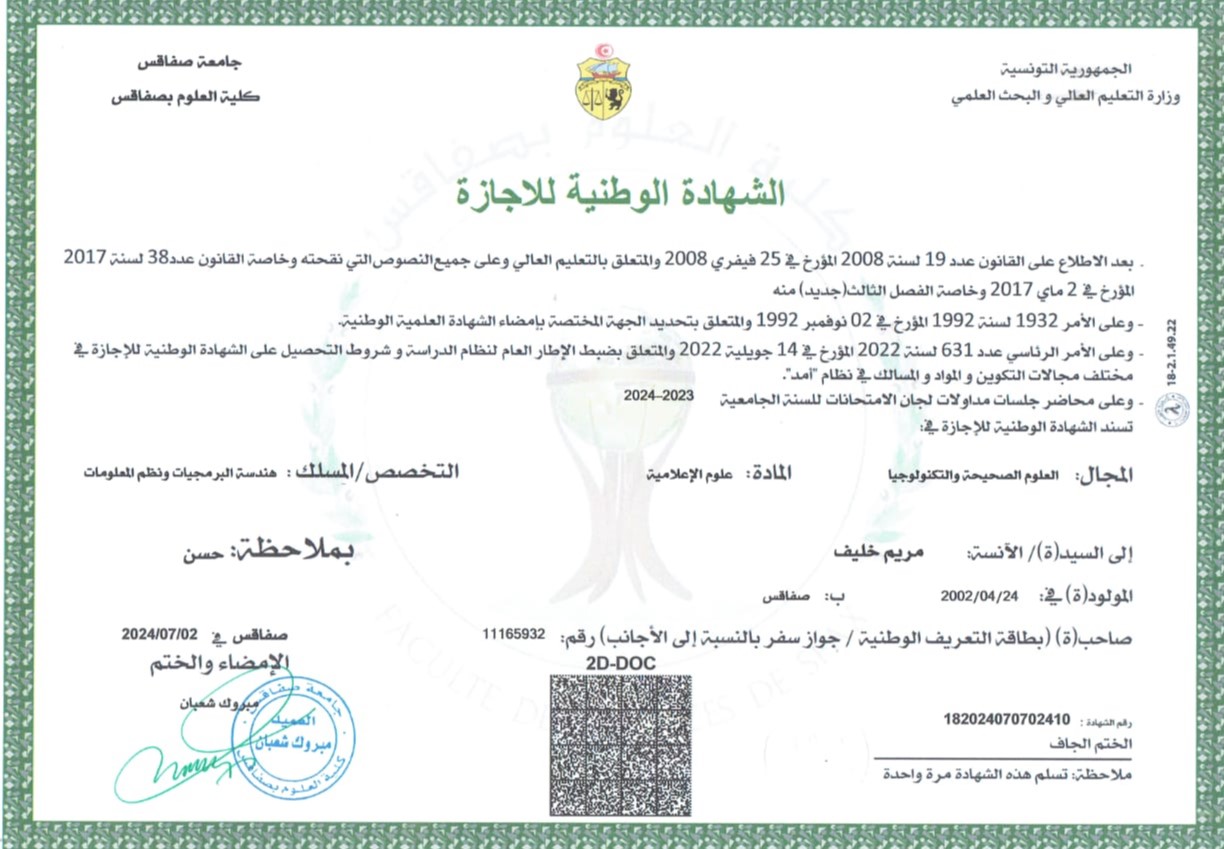 الجمهورية التونسية
وزارة التعليم العالي و البحث العلمي
جامعة صفاقس
كلية العلوم بصفاقس
الشهادة الوطنية للاجازة
- بعد الاطلاع على القانون عدد 19 لسنة 2008 المؤرخ في 25 فيفري 2008 والمتعلق بالتعليم العالي وعلى جميع النصوص التي نقحته وخاصة القانون عدد 38 لسنة 2017
المؤرخ في 2 ماي 2017 وخاصة الفصل الثالث(جديد) منه
- وعلى الأمر 1932 لسنة 1992 المؤرخ في 02 نوفمبر 1992 والمتعلق بتحديد الجهة المختصة بإمضاء الشهادة العلمية الوطنية.
- وعلى الأمر الرئاسي عدد 631 لسنة 2022 المؤرخ في 14 جويلية 2022 والمتعلق بضبط الإطار العام لنظام الدراسة و شروط التحصيل على الشهادة الوطنية للإجازة في
مختلف مجالات التكوين و المواد و المسالك في نظام "أمد".
- وعلى محاضر جلسات مداولات لجان الامتحانات للسنة الجامعية 2023–2024
تسند الشهادة الوطنية للإجازة في:
18-2.1.49.22
المجال: العلوم الصحيحة والتكنولوجيا المادة: علوم الإعلامية التخصص/المسلك : هندسة البرمجيات ونظم المعلومات
إلى السيد(ة)/ الآنسة: مريم خليف بملاحظة: حسن
المولود(ة) في: 2002/04/24 ب: صفاقس
صاحب(ة) (بطاقة التعريف الوطنية / جواز سفر بالنسبة إلى الأجانب) رقم: 11165932
صفاقس في 2024/07/02
الإمضاء والختم
مبروك شعبان
جامعة صفاقس
العميد
مبروك شعبان
كلية العلوم بصفاقس
2D-DOC
رقم الشهادة : 182024070702410
الختم الجاف
ملاحظة: تسلم هذه الشهادة مرة واحدة
كلية العلوم بصفاقس
FACULTE DES SCIENCES DE SFAX